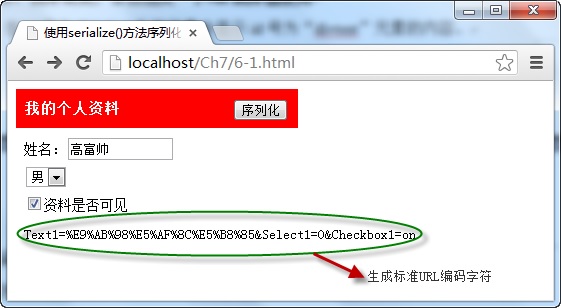 使用serialize()方法序列化
localhost/Ch7/6-1.html
我的个人资料
序列化
姓名：高富帅
男
资料是否可见
Text1=%E9%AB%98%E5%AF%8C%E5%B8%85&Select1=0&Checkbox1=on
生成标准URL编码字符